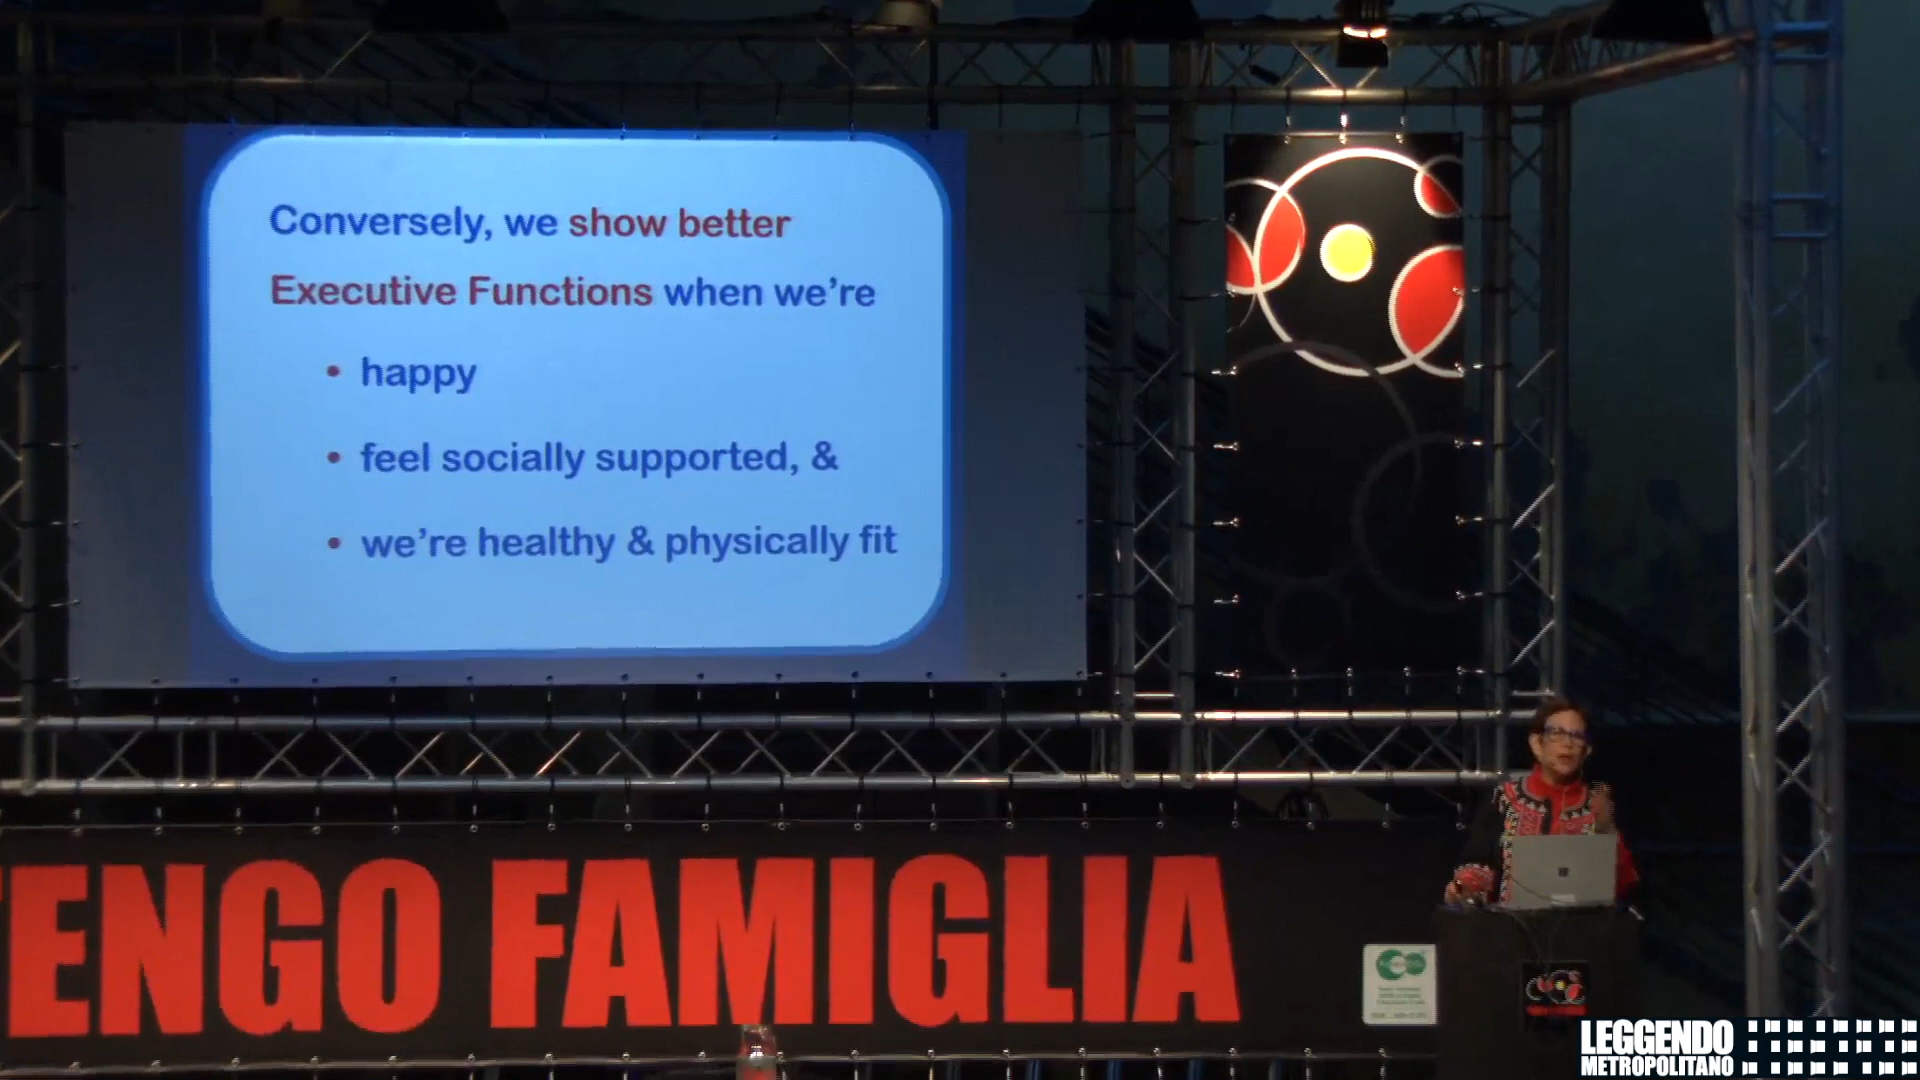 Conversely, we show better
Executive Functions when we're
• happy
• feel socially supported, &
• we're healthy & physically fit
TENGO FAMIGLIA
LEGGENDO
METROPOLITANO